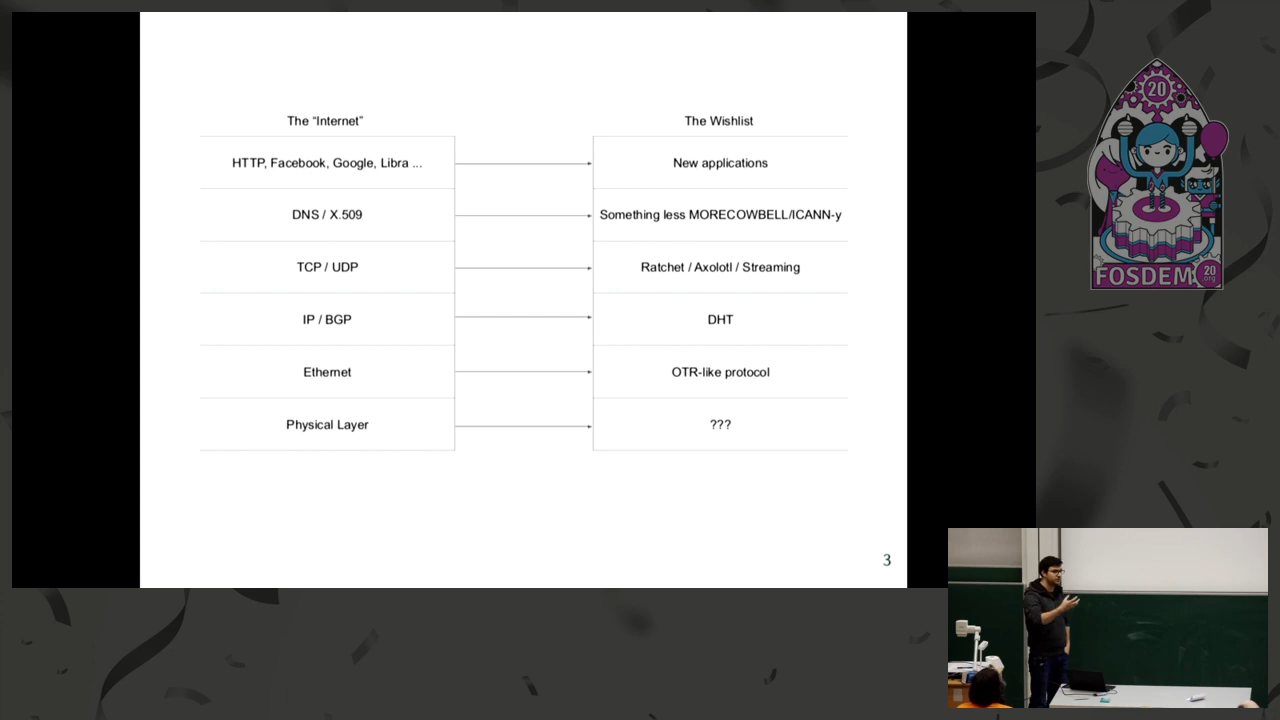 The “Internet”
The Wishlist
HTTP, Facebook, Google, Libra ...
New applications
DNS / X.509
Something less MORECOWBELL/ICANN-y
TCP / UDP
Ratchet / Axolotl / Streaming
IP / BGP
DHT
Ethernet
OTR-like protocol
Physical Layer
???
3
20
FOSDEM
20
.org